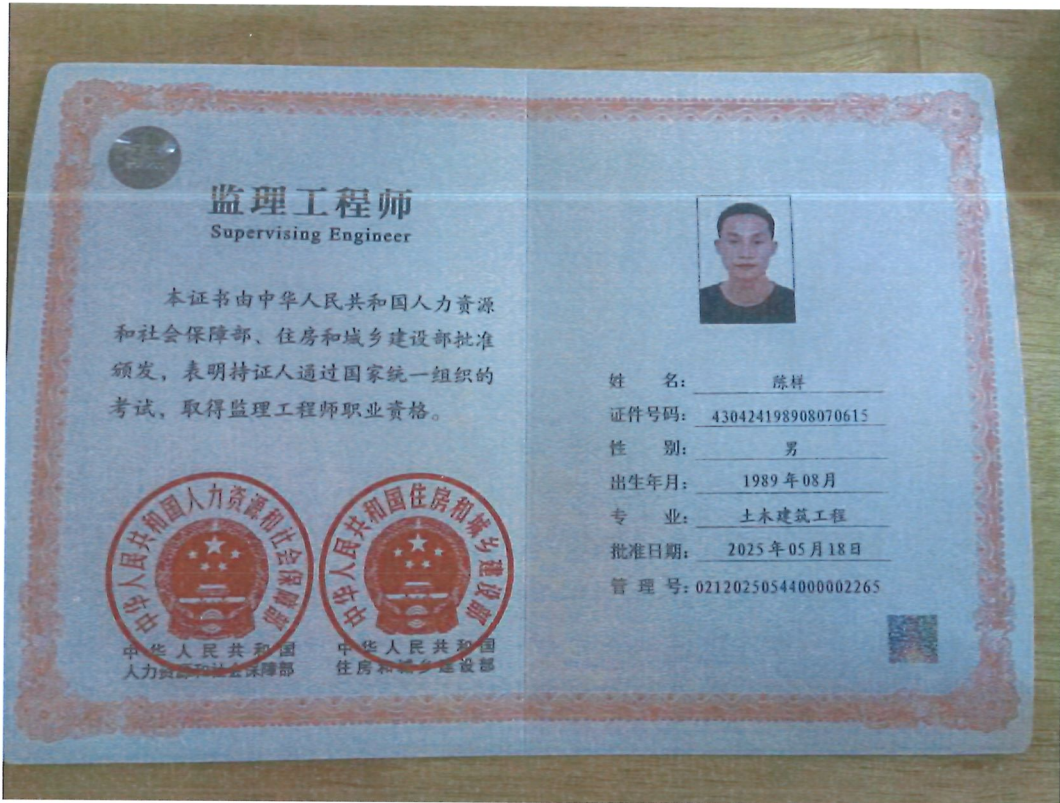 监理工程师
Supervising Engineer
本证书由中华人民共和国人力资源
和社会保障部、住房和城乡建设部批准
颁发，表明持证人通过国家统一组织的
考试，取得监理工程师职业资格。
中华人民共和国人力资源和社会保障部
中华人民共和国住房和城乡建设部
中华人民共和国
人力资源和社会保障部
中华人民共和国
住房和城乡建设部
姓 名： 陈样
证件号码： 430424198908070615
性 别： 男
出生年月： 1989年08月
专 业： 土木建筑工程
批准日期： 2025年05月18日
管 理 号：02120250544000002265